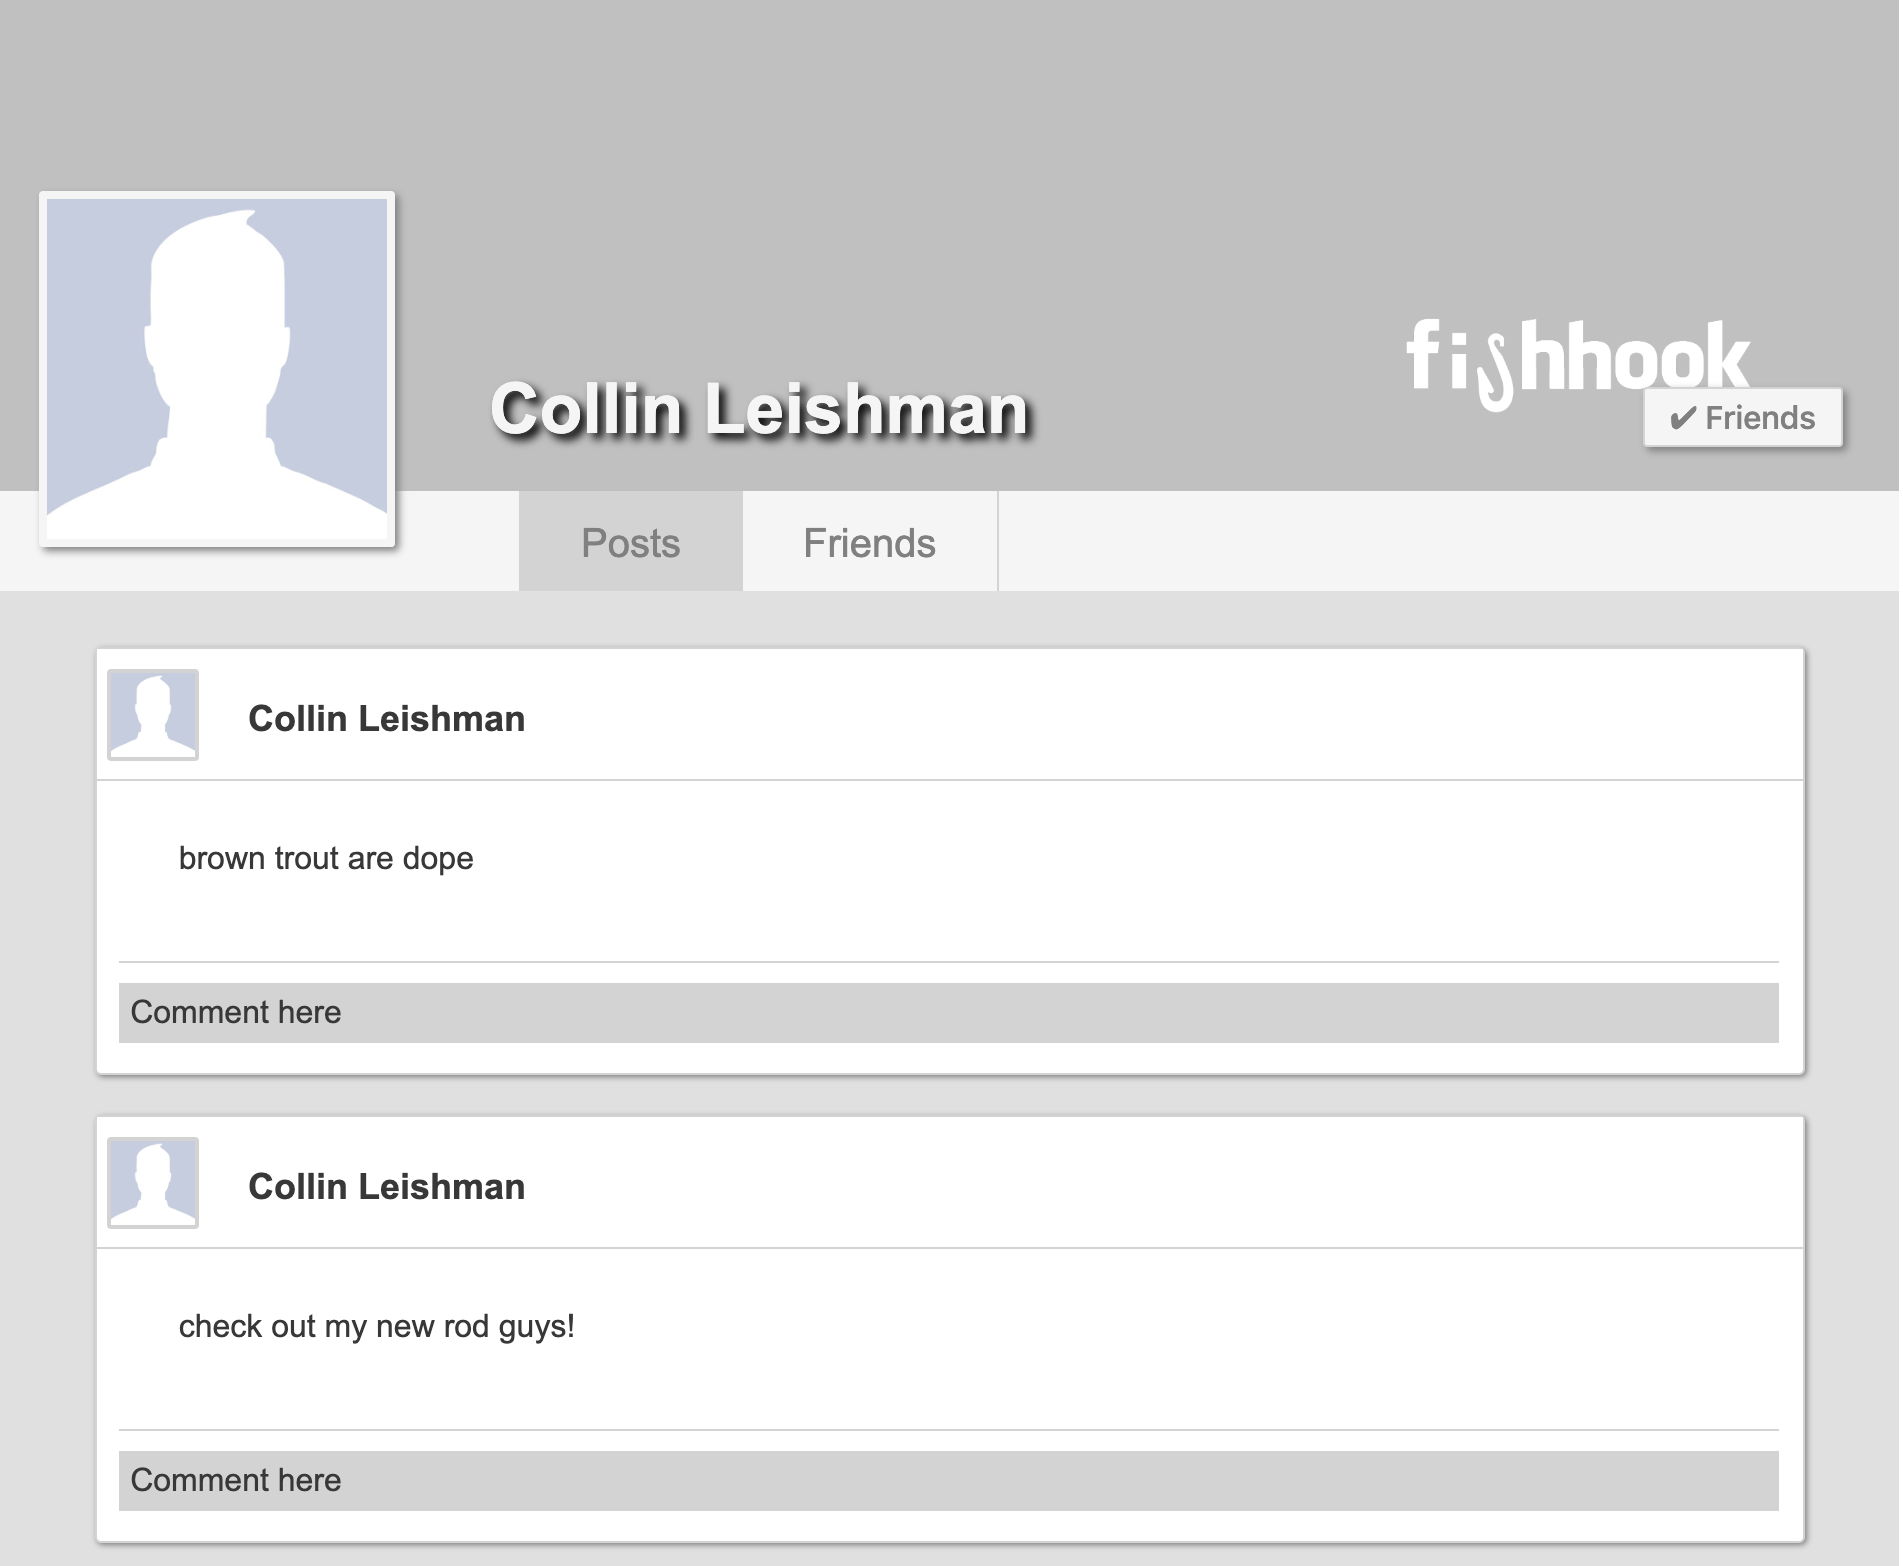 fishhook
Collin Leishman
✔ Friends
Posts
Friends
Collin Leishman
brown trout are dope
Comment here
Collin Leishman
check out my new rod guys!
Comment here